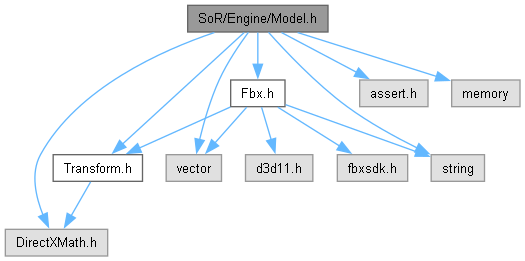 SoR/Engine/Model.h
Fbx.h
assert.h
memory
Transform.h
vector
d3d11.h
fbxsdk.h
string
DirectXMath.h